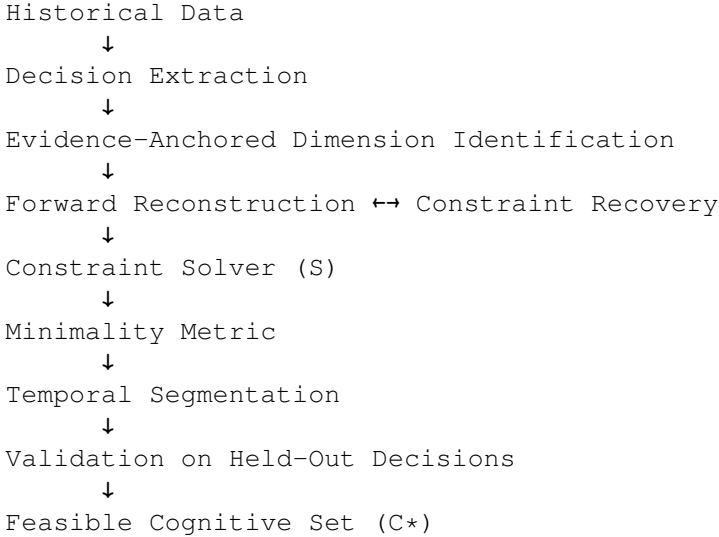 Historical Data
↓
Decision Extraction
↓
Evidence-Anchored Dimension Identification
↓
Forward Reconstruction ↔ Constraint Recovery
↓
Constraint Solver (S)
↓
Minimality Metric
↓
Temporal Segmentation
↓
Validation on Held-Out Decisions
↓
Feasible Cognitive Set (C*)